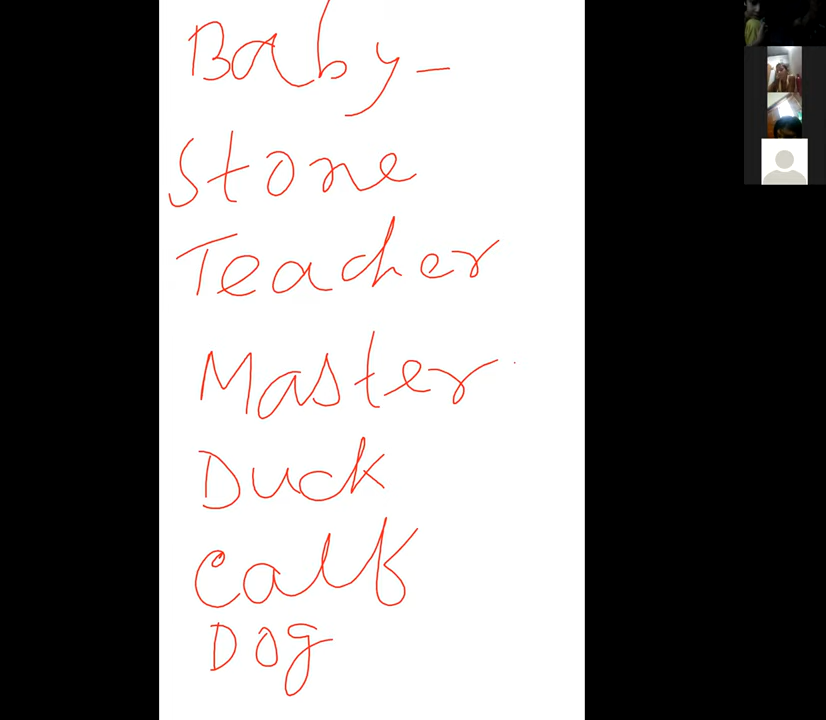 Baby-
Stone
Teacher
Master
Duck
Calf
Dog